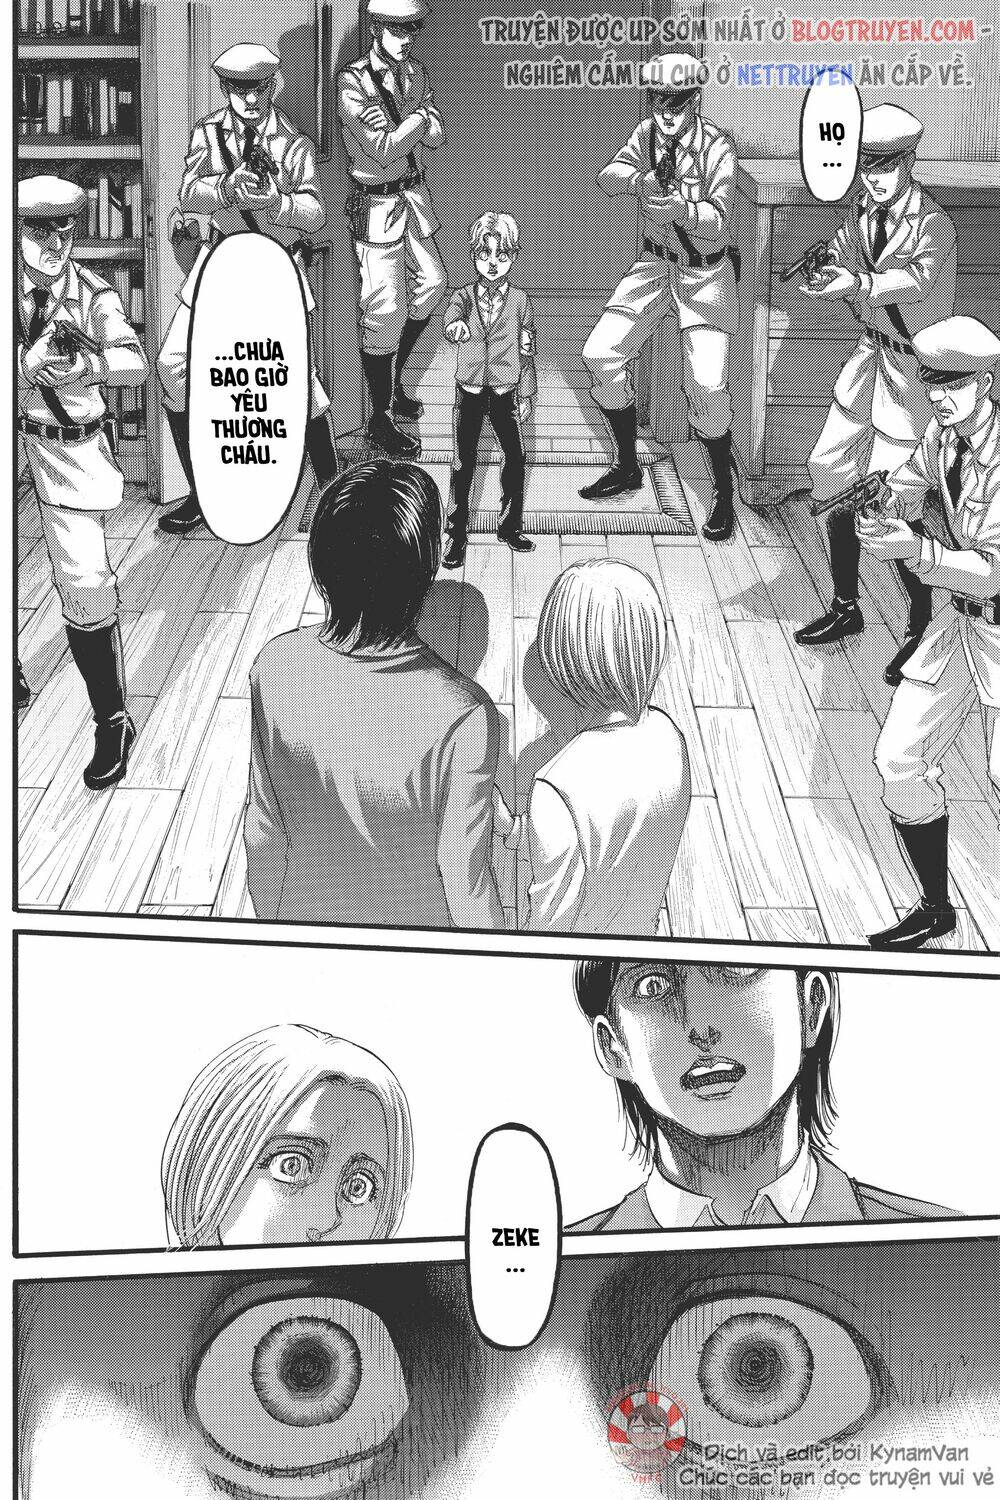 TRUYỆN ĐƯỢC UP SỚM NHẤT Ở BLOGTRUYEN.COM -
NGHIÊM CẤM LŨ CHÓ Ở NETTRUYEN ĂN CẮP VỀ.
HỌ
...
...CHƯA
BAO GIỜ
YÊU
THƯƠNG
CHÁU.
ZEKE
...
VNFC
Dịch và edit bởi KynamVan
Chúc các bạn đọc truyện vui vẻ